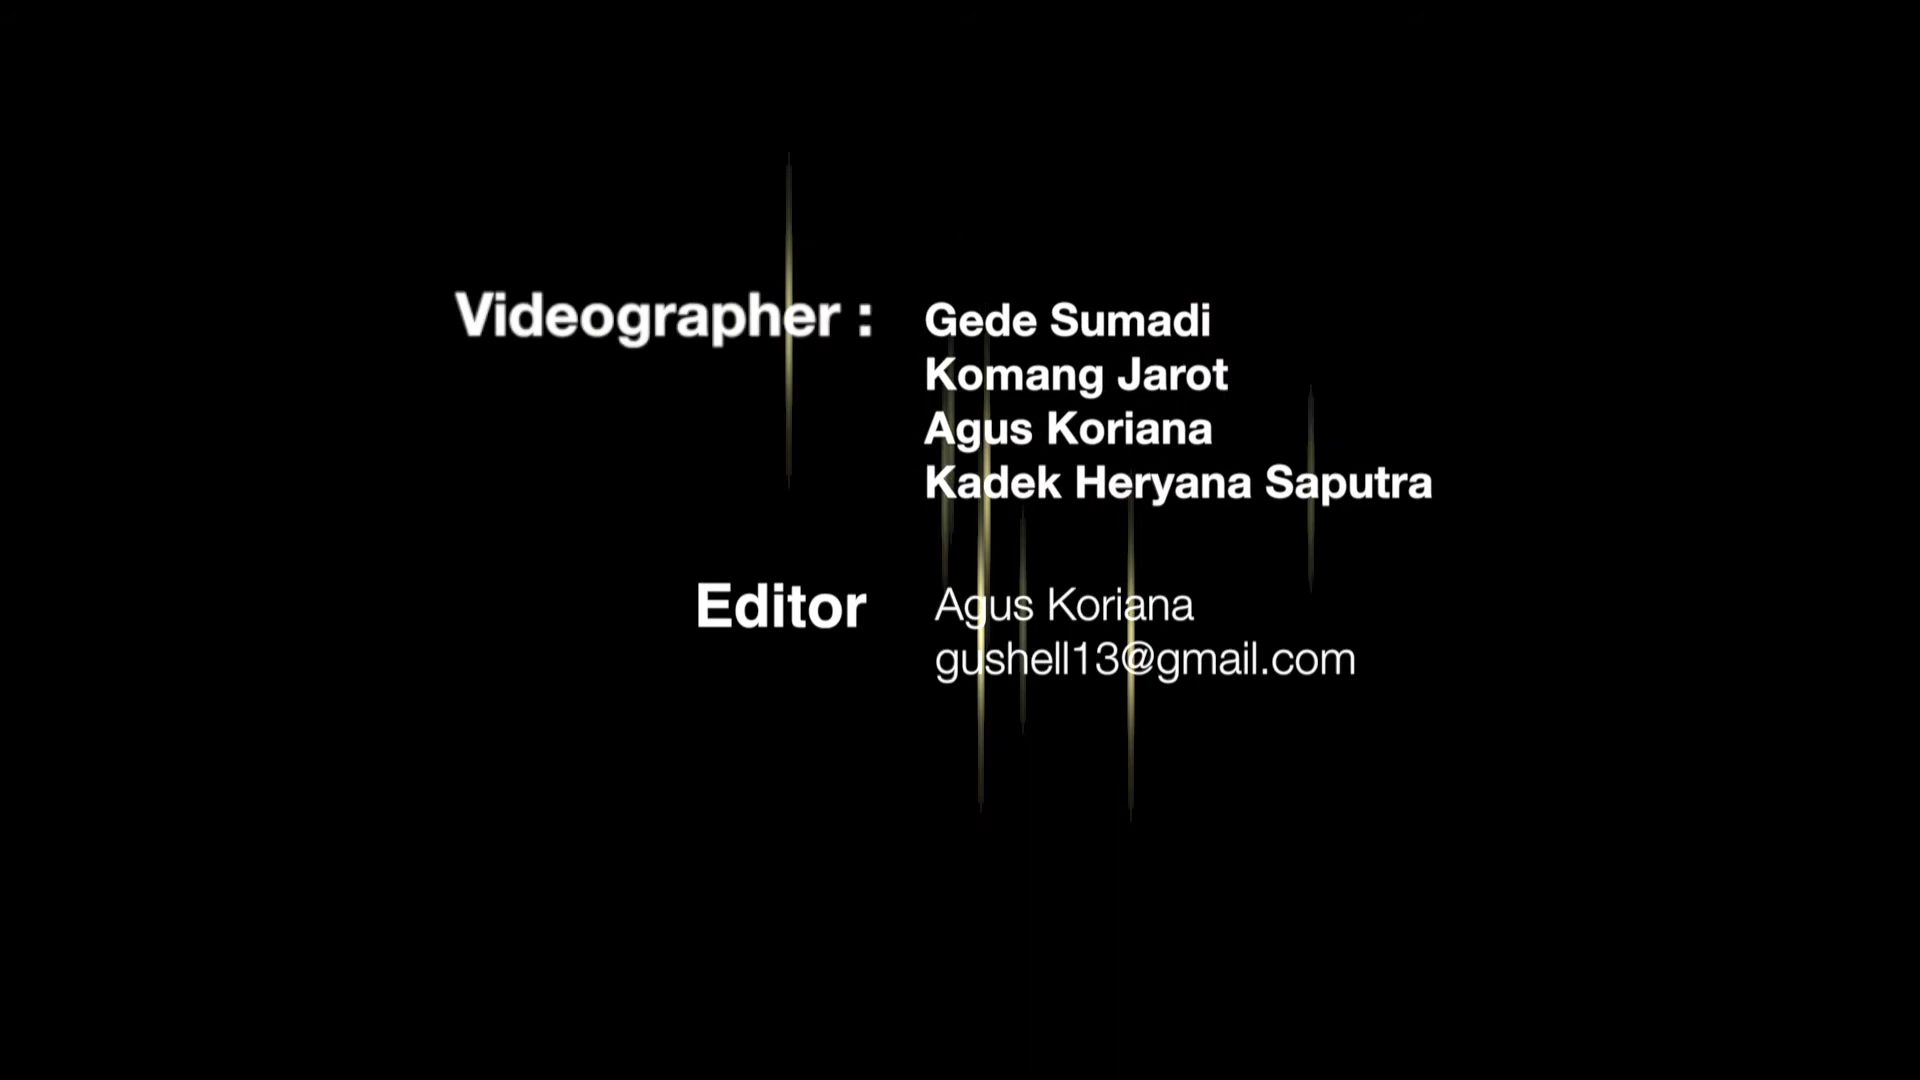 Videographer : Gede Sumadi
Komang Jarot
Agus Koriana
Kadek Heryana Saputra
Editor Agus Koriana
gushell13@gmail.com